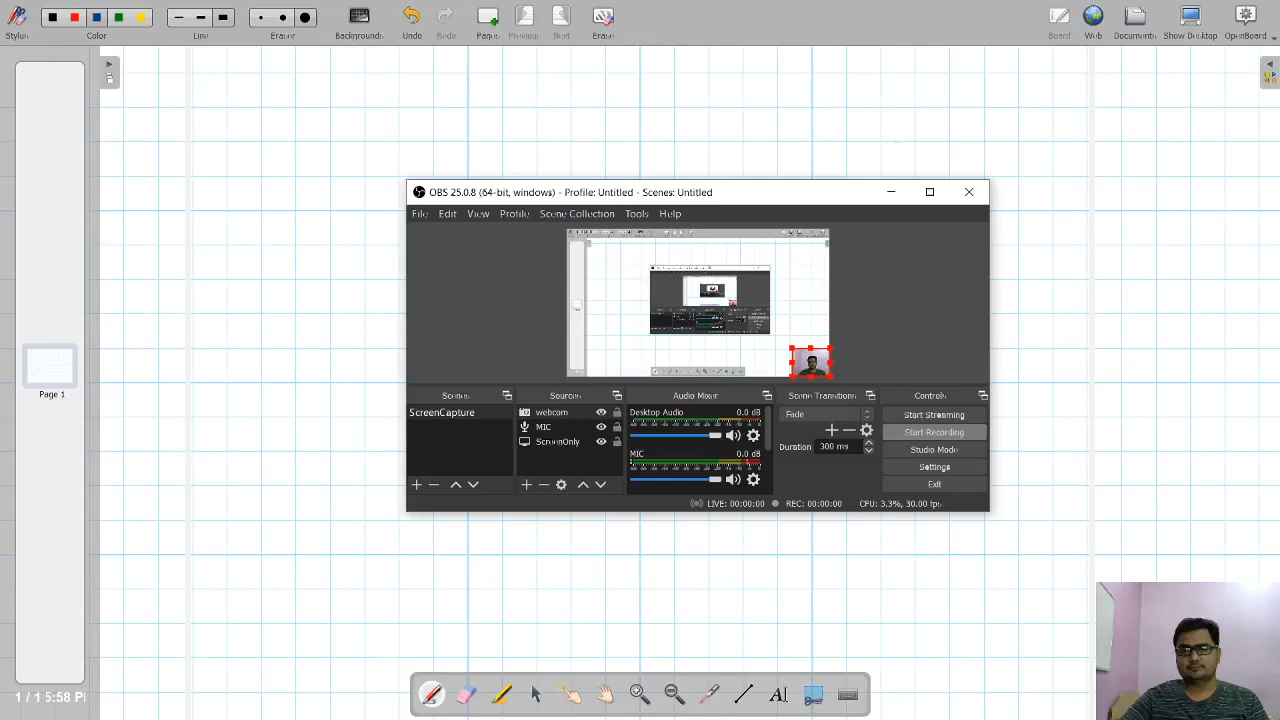 Stylus Color Line Eraser Backgrounds Undo Redo Pages Previous Next Erase Board Web Documents Show Desktop OpenBoard
Page 1
1 / 1 5:58 P
OBS 25.0.8 (64-bit, windows) - Profile: Untitled - Scenes: Untitled
File Edit View Profile Scene Collection Tools Help
Scenes Sources Audio Mixer Scene Transitions Controls
ScreenCapture
webcom
MIC
ScreenOnly
Desktop Audio 0.0 dB
MIC 0.0 dB
Fade
Duration 300 ms
Start Streaming
Start Recording
Studio Mode
Settings
Exit
LIVE: 00:00:00 REC: 00:00:00 CPU: 3.3%, 30.00 fps